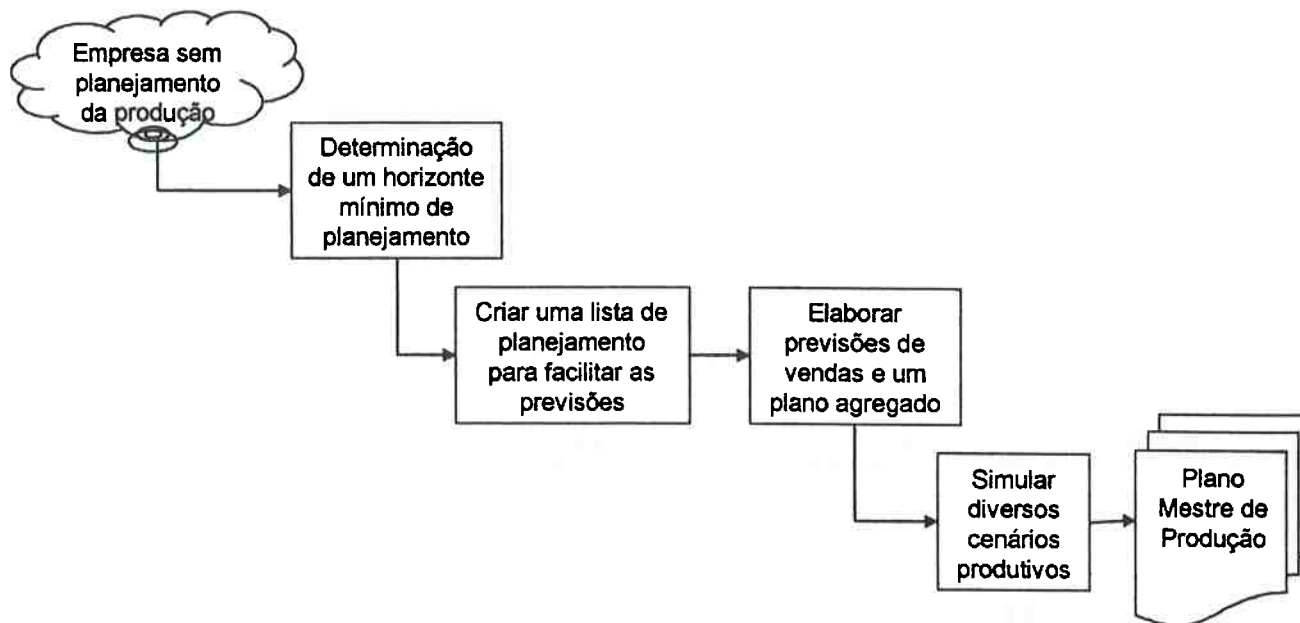 Empresa sem
planejamento
da produção
Determinação
de um horizonte
mínimo de
planejamento
Criar uma lista de
planejamento
para facilitar as
previsões
Elaborar
previsões de
vendas e um
plano agregado
Simular
diversos
cenários
produtivos
Plano
Mestre de
Produção